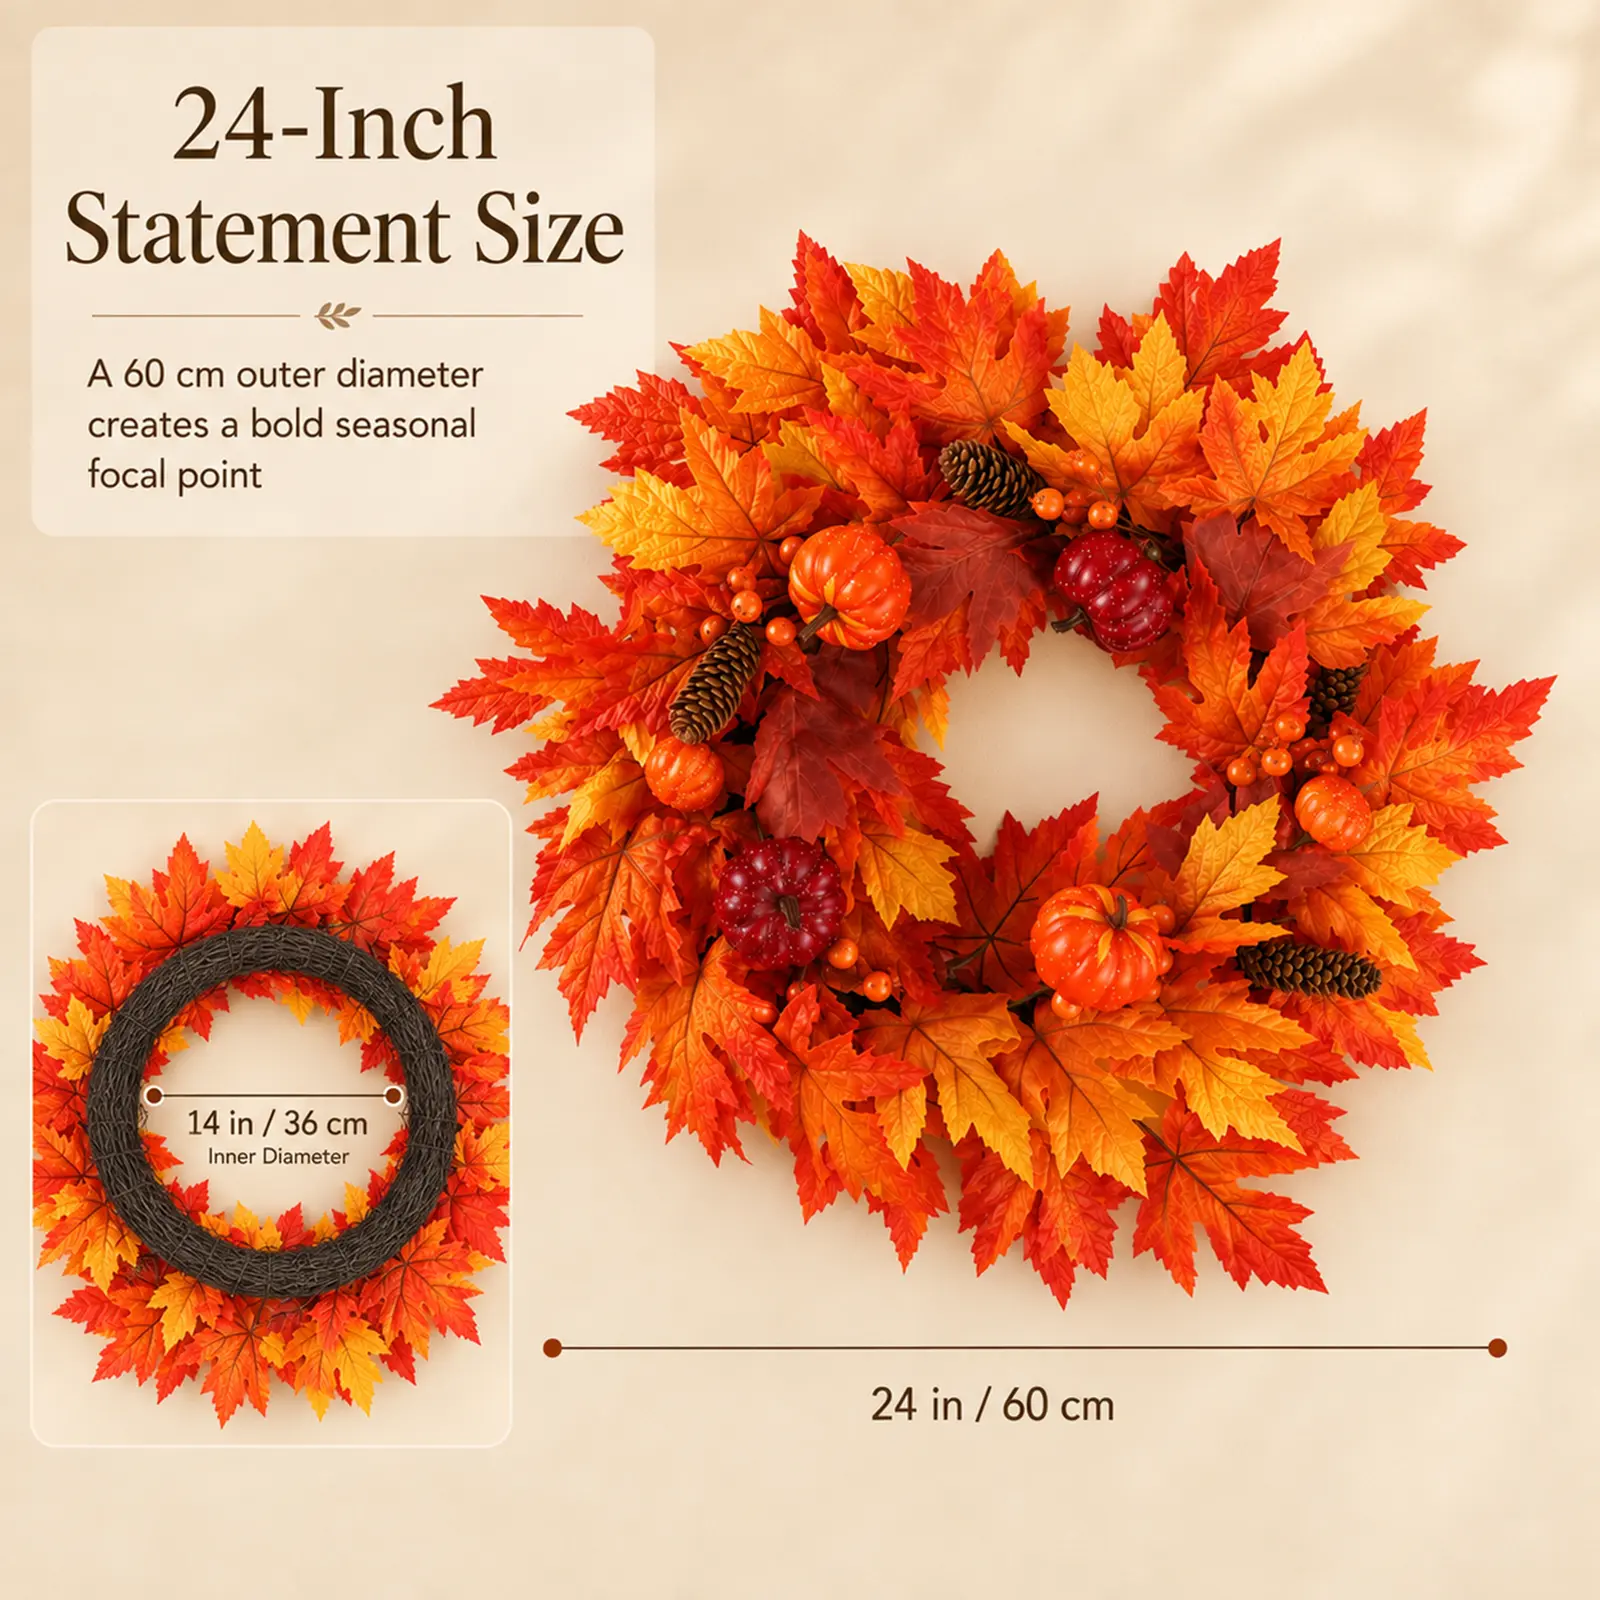 24-Inch
Statement Size
A 60 cm outer diameter
creates a bold seasonal
focal point
14 in / 36 cm
Inner Diameter
24 in / 60 cm